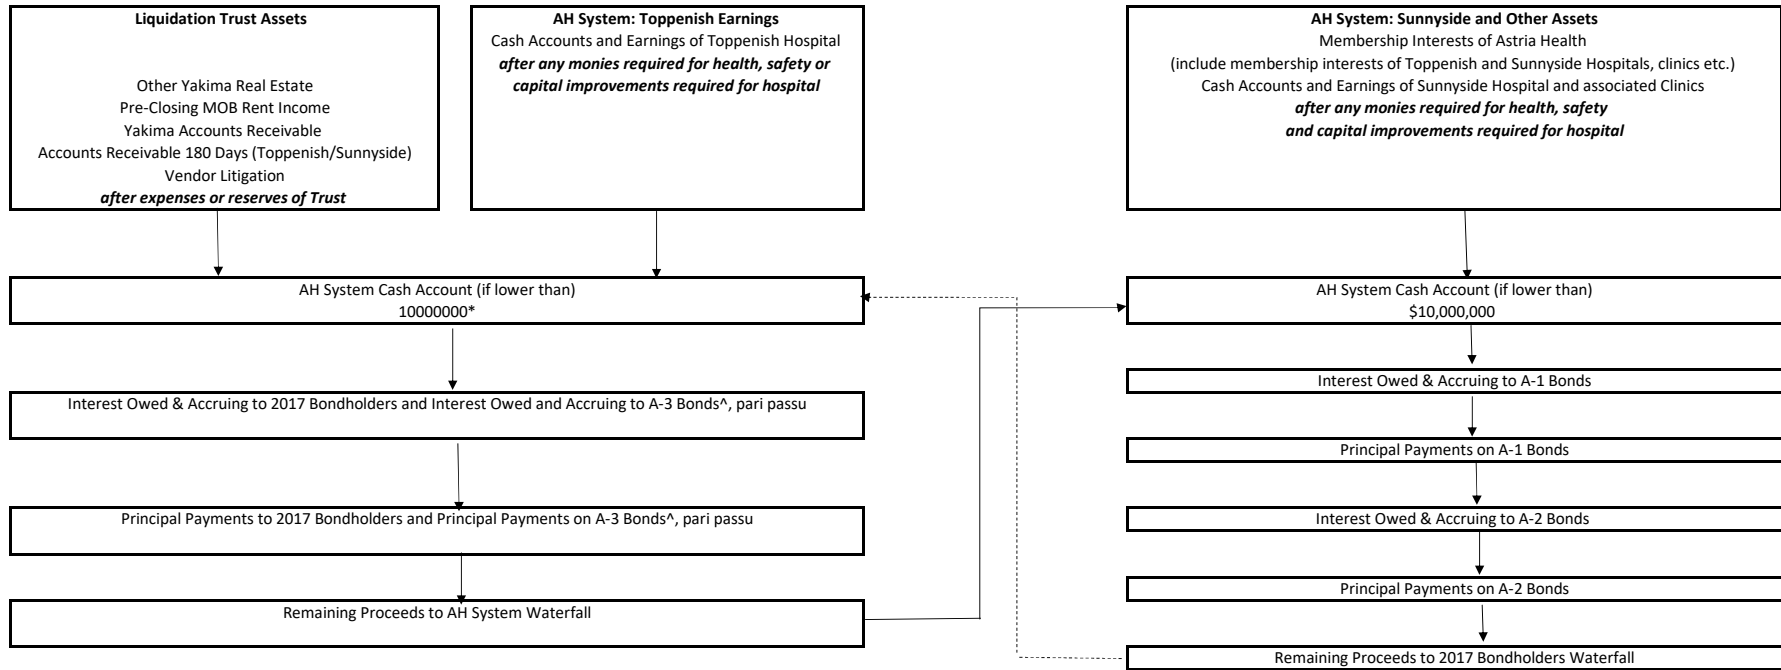 Liquidation Trust Assets
Other Yakima Real Estate
Pre-Closing MOB Rent Income
Yakima Accounts Receivable
Accounts Receivable 180 Days (Toppenish/Sunnyside)
Vendor Litigation
after expenses or reserves of Trust
AH System: Toppenish Earnings
Cash Accounts and Earnings of Toppenish Hospital
after any monies required for health, safety or
capital improvements required for hospital
AH System: Sunnyside and Other Assets
Membership Interests of Astria Health
(include membership interests of Toppenish and Sunnyside Hospitals, clinics etc.)
Cash Accounts and Earnings of Sunnyside Hospital and associated Clinics
after any monies required for health, safety
and capital improvements required for hospital
AH System Cash Account (if lower than)
10000000*
Interest Owed & Accruing to 2017 Bondholders and Interest Owed and Accruing to A-3 Bonds^, pari passu
Principal Payments to 2017 Bondholders and Principal Payments on A-3 Bonds^, pari passu
Remaining Proceeds to AH System Waterfall
AH System Cash Account (if lower than)
$10,000,000
Interest Owed & Accruing to A-1 Bonds
Principal Payments on A-1 Bonds
Interest Owed & Accruing to A-2 Bonds
Principal Payments on A-2 Bonds
Remaining Proceeds to 2017 Bondholders Waterfall